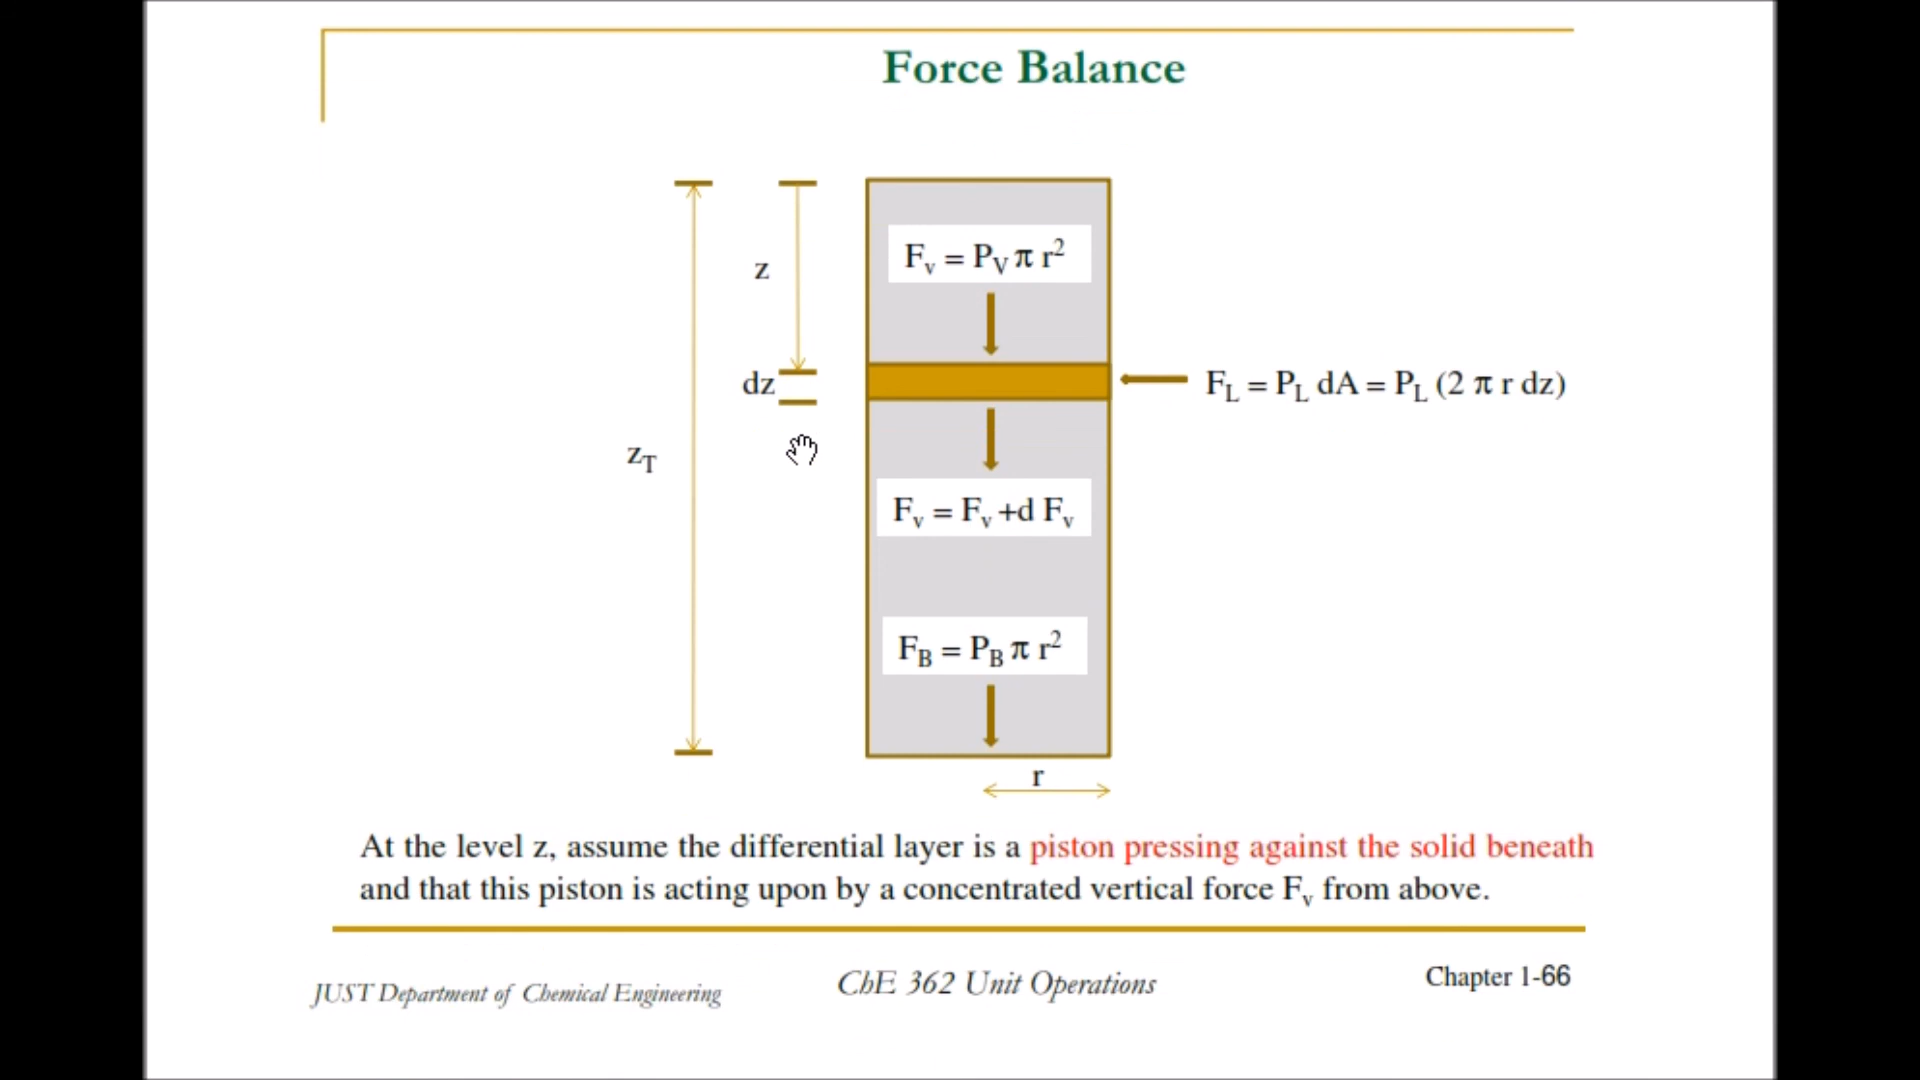 Force Balance
F_v = P_V π r²
z
dz
F_L = P_L dA = P_L (2 π r dz)
z_T
F_v = F_v +d F_v
F_B = P_B π r²
r
At the level z, assume the differential layer is a piston pressing against the solid beneath
and that this piston is acting upon by a concentrated vertical force F_v from above.
JUST Department of Chemical Engineering
ChE 362 Unit Operations
Chapter 1-66